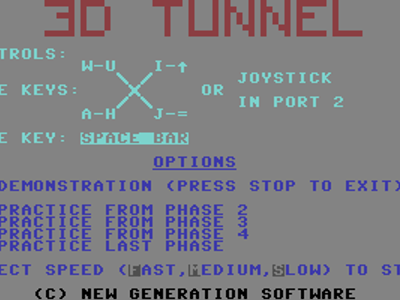 3D TUNNEL
TROLS:
W-U I-↑
E KEYS: OR JOYSTICK
IN PORT 2
A-H J-=
E KEY: SPACE BAR
OPTIONS
DEMONSTRATION (PRESS STOP TO EXIT)
PRACTICE FROM PHASE 2
PRACTICE FROM PHASE 3
PRACTICE FROM PHASE 4
PRACTICE LAST PHASE
ECT SPEED (FAST,MEDIUM,SLOW) TO ST
(C) NEW GENERATION SOFTWARE